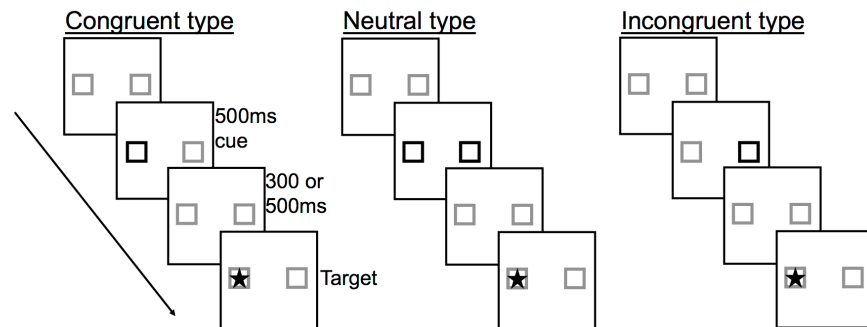 Congruent type
Neutral type
Incongruent type
500ms
cue
300 or
500ms
Target